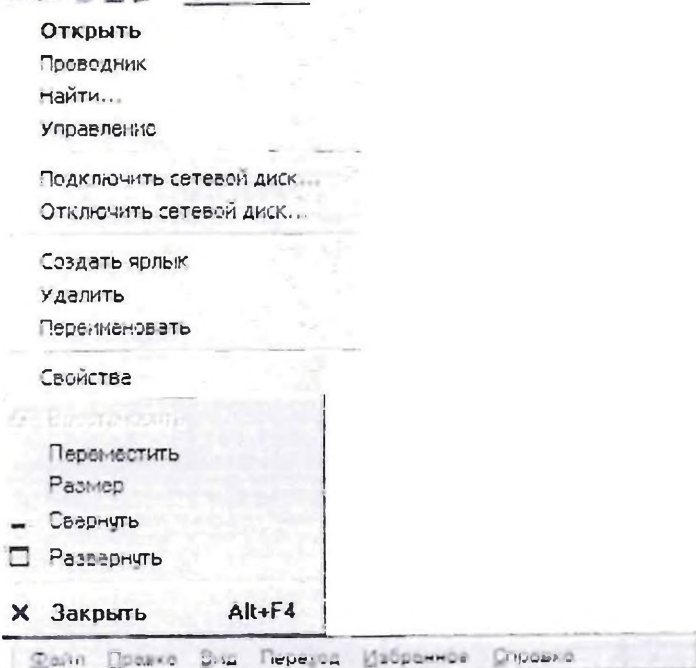 Открыть
Проводник
Найти...
Управление
Подключить сетевой диск...
Отключить сетевой диск...
Создать ярлык
Удалить
Переименовать
Свойства
Восстановить
Переместить
Размер
Свернуть
Развернуть
Закрыть Alt+F4
Файл Правка Вид Переход Избранное Справка